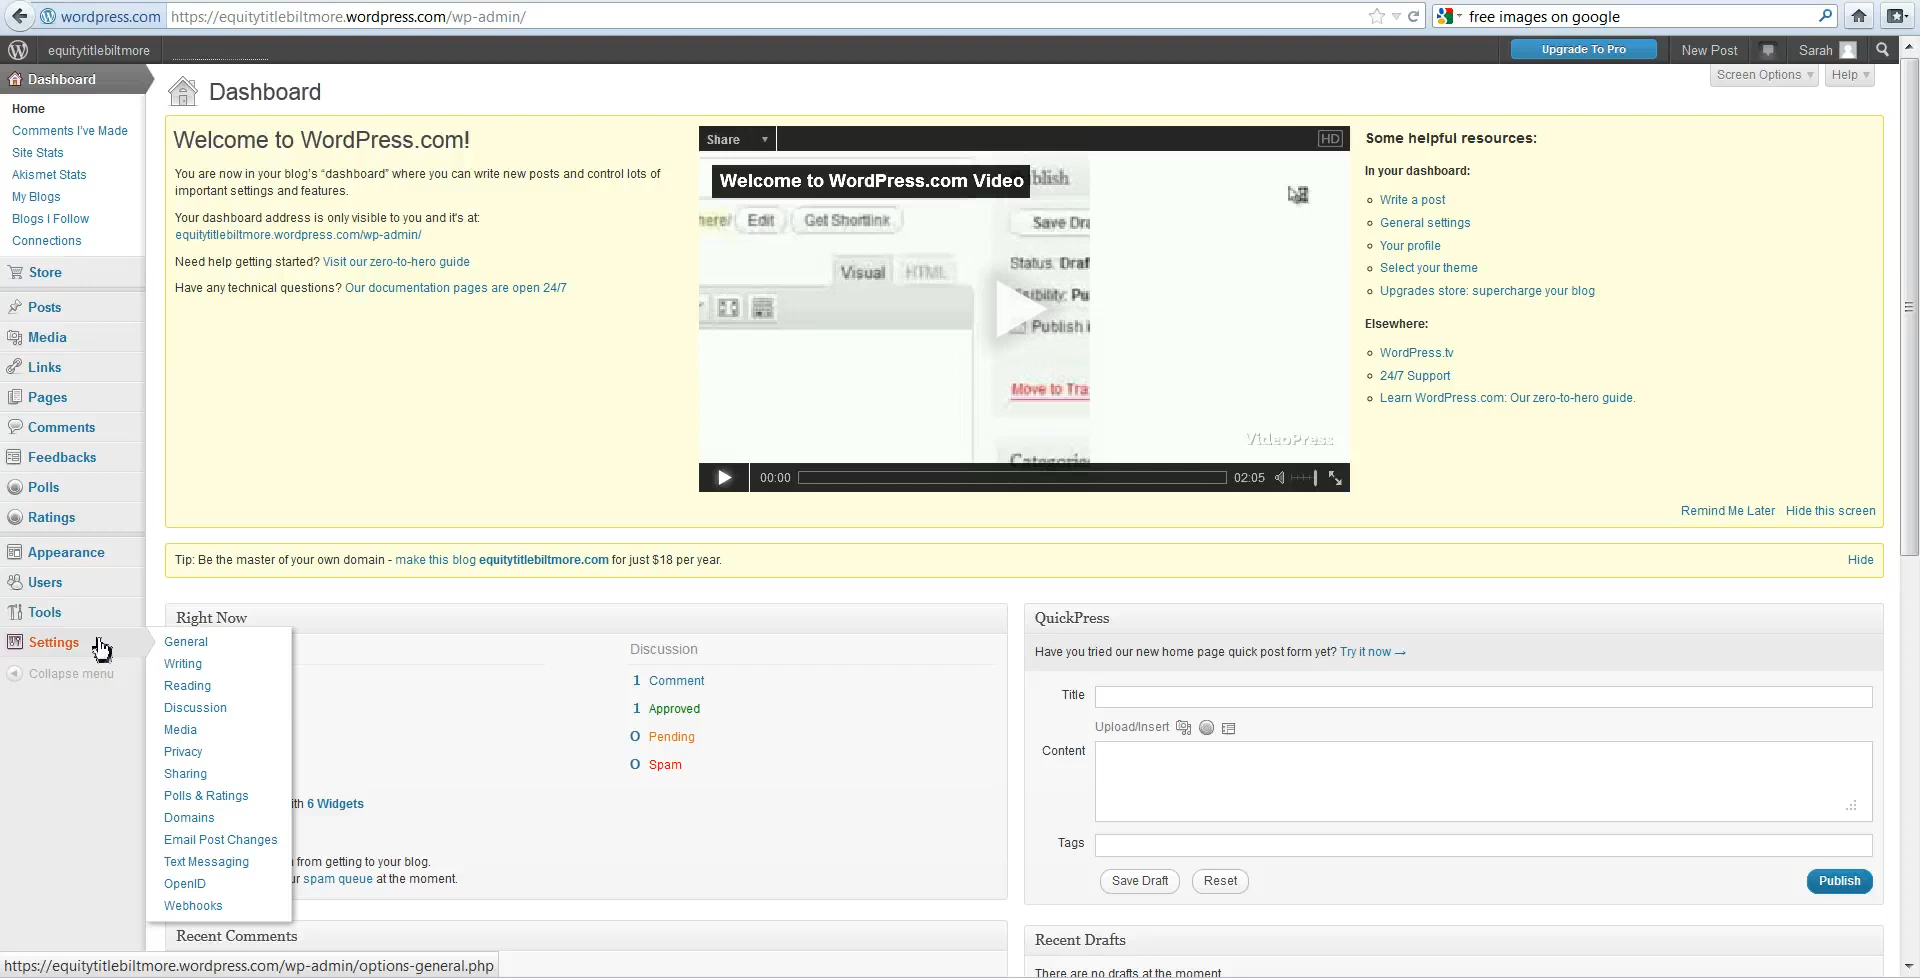 wordpress.com
https://equitytitlebiltmore.wordpress.com/wp-admin/
free images on google
equitytitlebiltmore
Upgrade To Pro
New Post
Sarah
Dashboard
Home
Comments I've Made
Site Stats
Akismet Stats
My Blogs
Blogs I Follow
Connections
Store
Posts
Media
Links
Pages
Comments
Feedbacks
Polls
Ratings
Appearance
Users
Tools
Settings
Collapse menu
General
Writing
Reading
Discussion
Media
Privacy
Sharing
Polls & Ratings
Domains
Email Post Changes
Text Messaging
OpenID
Webhooks
Screen Options
Help
Dashboard
Welcome to WordPress.com!
You are now in your blog's "dashboard" where you can write new posts and control lots of
important settings and features.
Your dashboard address is only visible to you and it's at:
equitytitlebiltmore.wordpress.com/wp-admin/
Need help getting started? Visit our zero-to-hero guide
Have any technical questions? Our documentation pages are open 24/7
Share
HD
Welcome to WordPress.com Video
blish
here/ Edit Get Shortlink
Save Dra
Visual HTML
Status: Draf
sibility: Pu
Publish i
Move to Tra
Categories
VideoPress
00:00
02:05
Some helpful resources:
In your dashboard:
Write a post
General settings
Your profile
Select your theme
Upgrades store: supercharge your blog
Elsewhere:
WordPress.tv
24/7 Support
Learn WordPress.com: Our zero-to-hero guide.
Remind Me Later Hide this screen
Tip: Be the master of your own domain - make this blog equitytitlebiltmore.com for just $18 per year.
Hide
Right Now
Discussion
1 Comment
1 Approved
0 Pending
0 Spam
ith 6 Widgets
from getting to your blog.
ur spam queue at the moment.
Recent Comments
QuickPress
Have you tried our new home page quick post form yet? Try it now →
Title
Upload/Insert
Content
Tags
Save Draft
Reset
Publish
Recent Drafts
There are no drafts at the moment
https://equitytitlebiltmore.wordpress.com/wp-admin/options-general.php